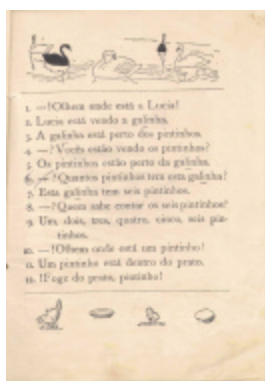 1. —!Olhem onde está a Lucia!
2. Lucia está vendo a galinha.
3. A galinha está perto dos pintinhos.
4. —?Vocês estão vendo os pintinhos?
5. Os pintinhos estão perto da galinha.
6. —?Quantos pintinhos tem esta galinha?
7. Esta galinha tem seis pintinhos.
8. —?Quem sabe contar os seis pintinhos?
9. Um, dois, tres, quatro, cinco, seis pin-
tinhos.
10. —!Olhem onde está um pintinho!
11. Um pintinho está dentro do prato.
12. !Foge do prato, pintinho!